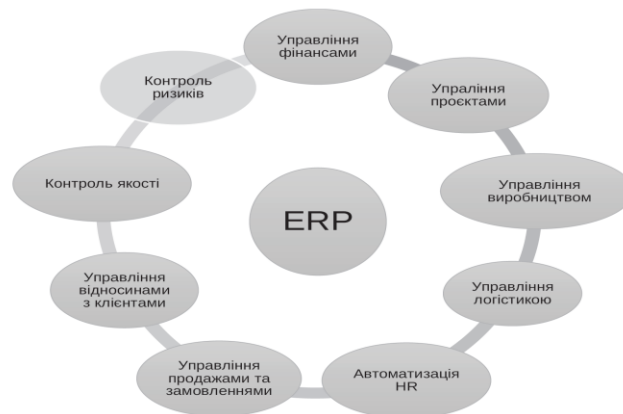 Управління
фінансами
Упраління
проєктами
Управління
виробництвом
Управління
логістикою
Автоматизація
HR
Управління
продажами та
замовленнями
Управління
відносинами
з клієнтами
Контроль якості
Контроль
ризиків
ERP